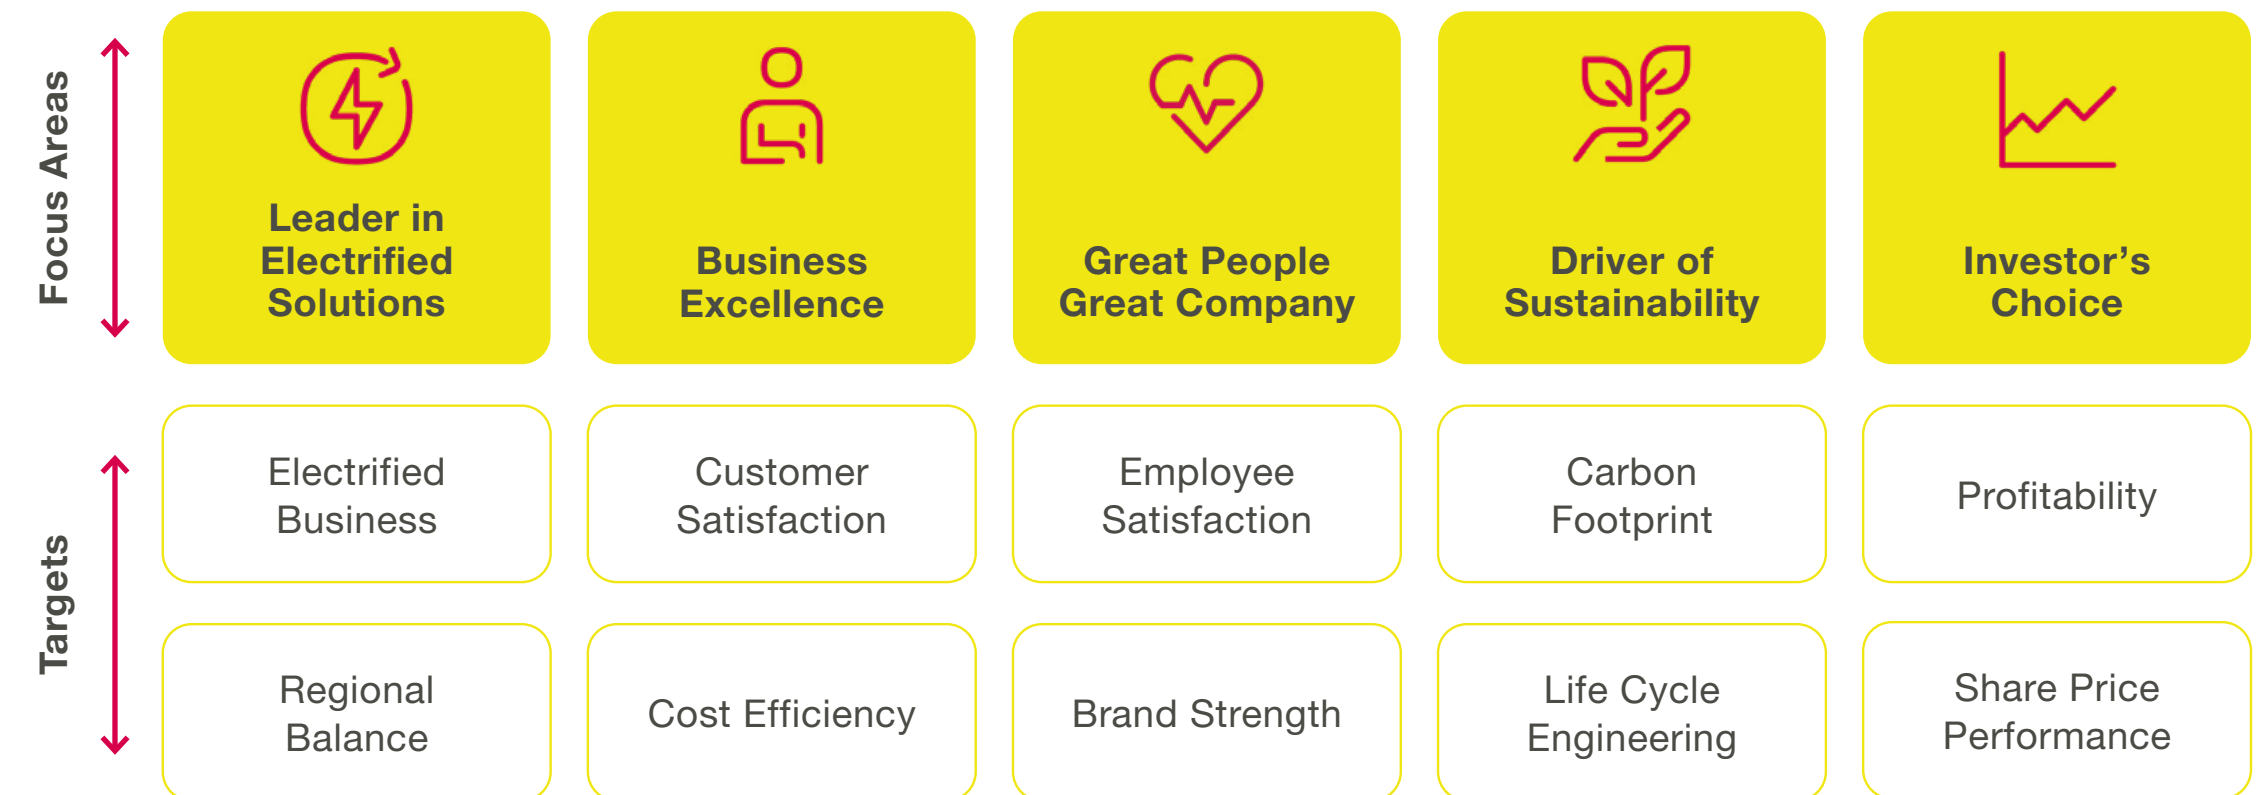 Focus Areas
Leader in
Electrified
Solutions
Business
Excellence
Great People
Great Company
Driver of
Sustainability
Investor’s
Choice
Targets
Electrified
Business
Customer
Satisfaction
Employee
Satisfaction
Carbon
Footprint
Profitability
Regional
Balance
Cost Efficiency
Brand Strength
Life Cycle
Engineering
Share Price
Performance